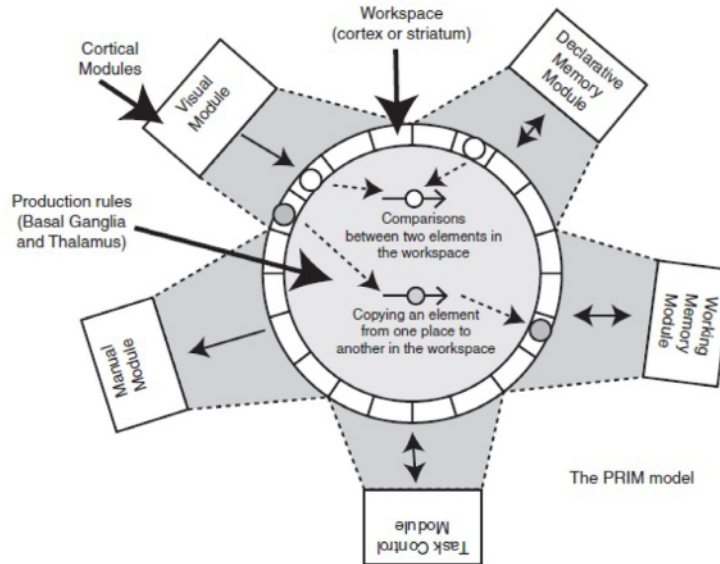 Workspace
(cortex or striatum)
Cortical
Modules
Visual
Module
Declarative
Memory
Module
Production rules
(Basal Ganglia
and Thalamus)
Comparisons
between two elements in
the workspace
Copying an element
from one place to
another in the workspace
Manual
Module
Working
Memory
Module
Task Control
Module
The PRIM model